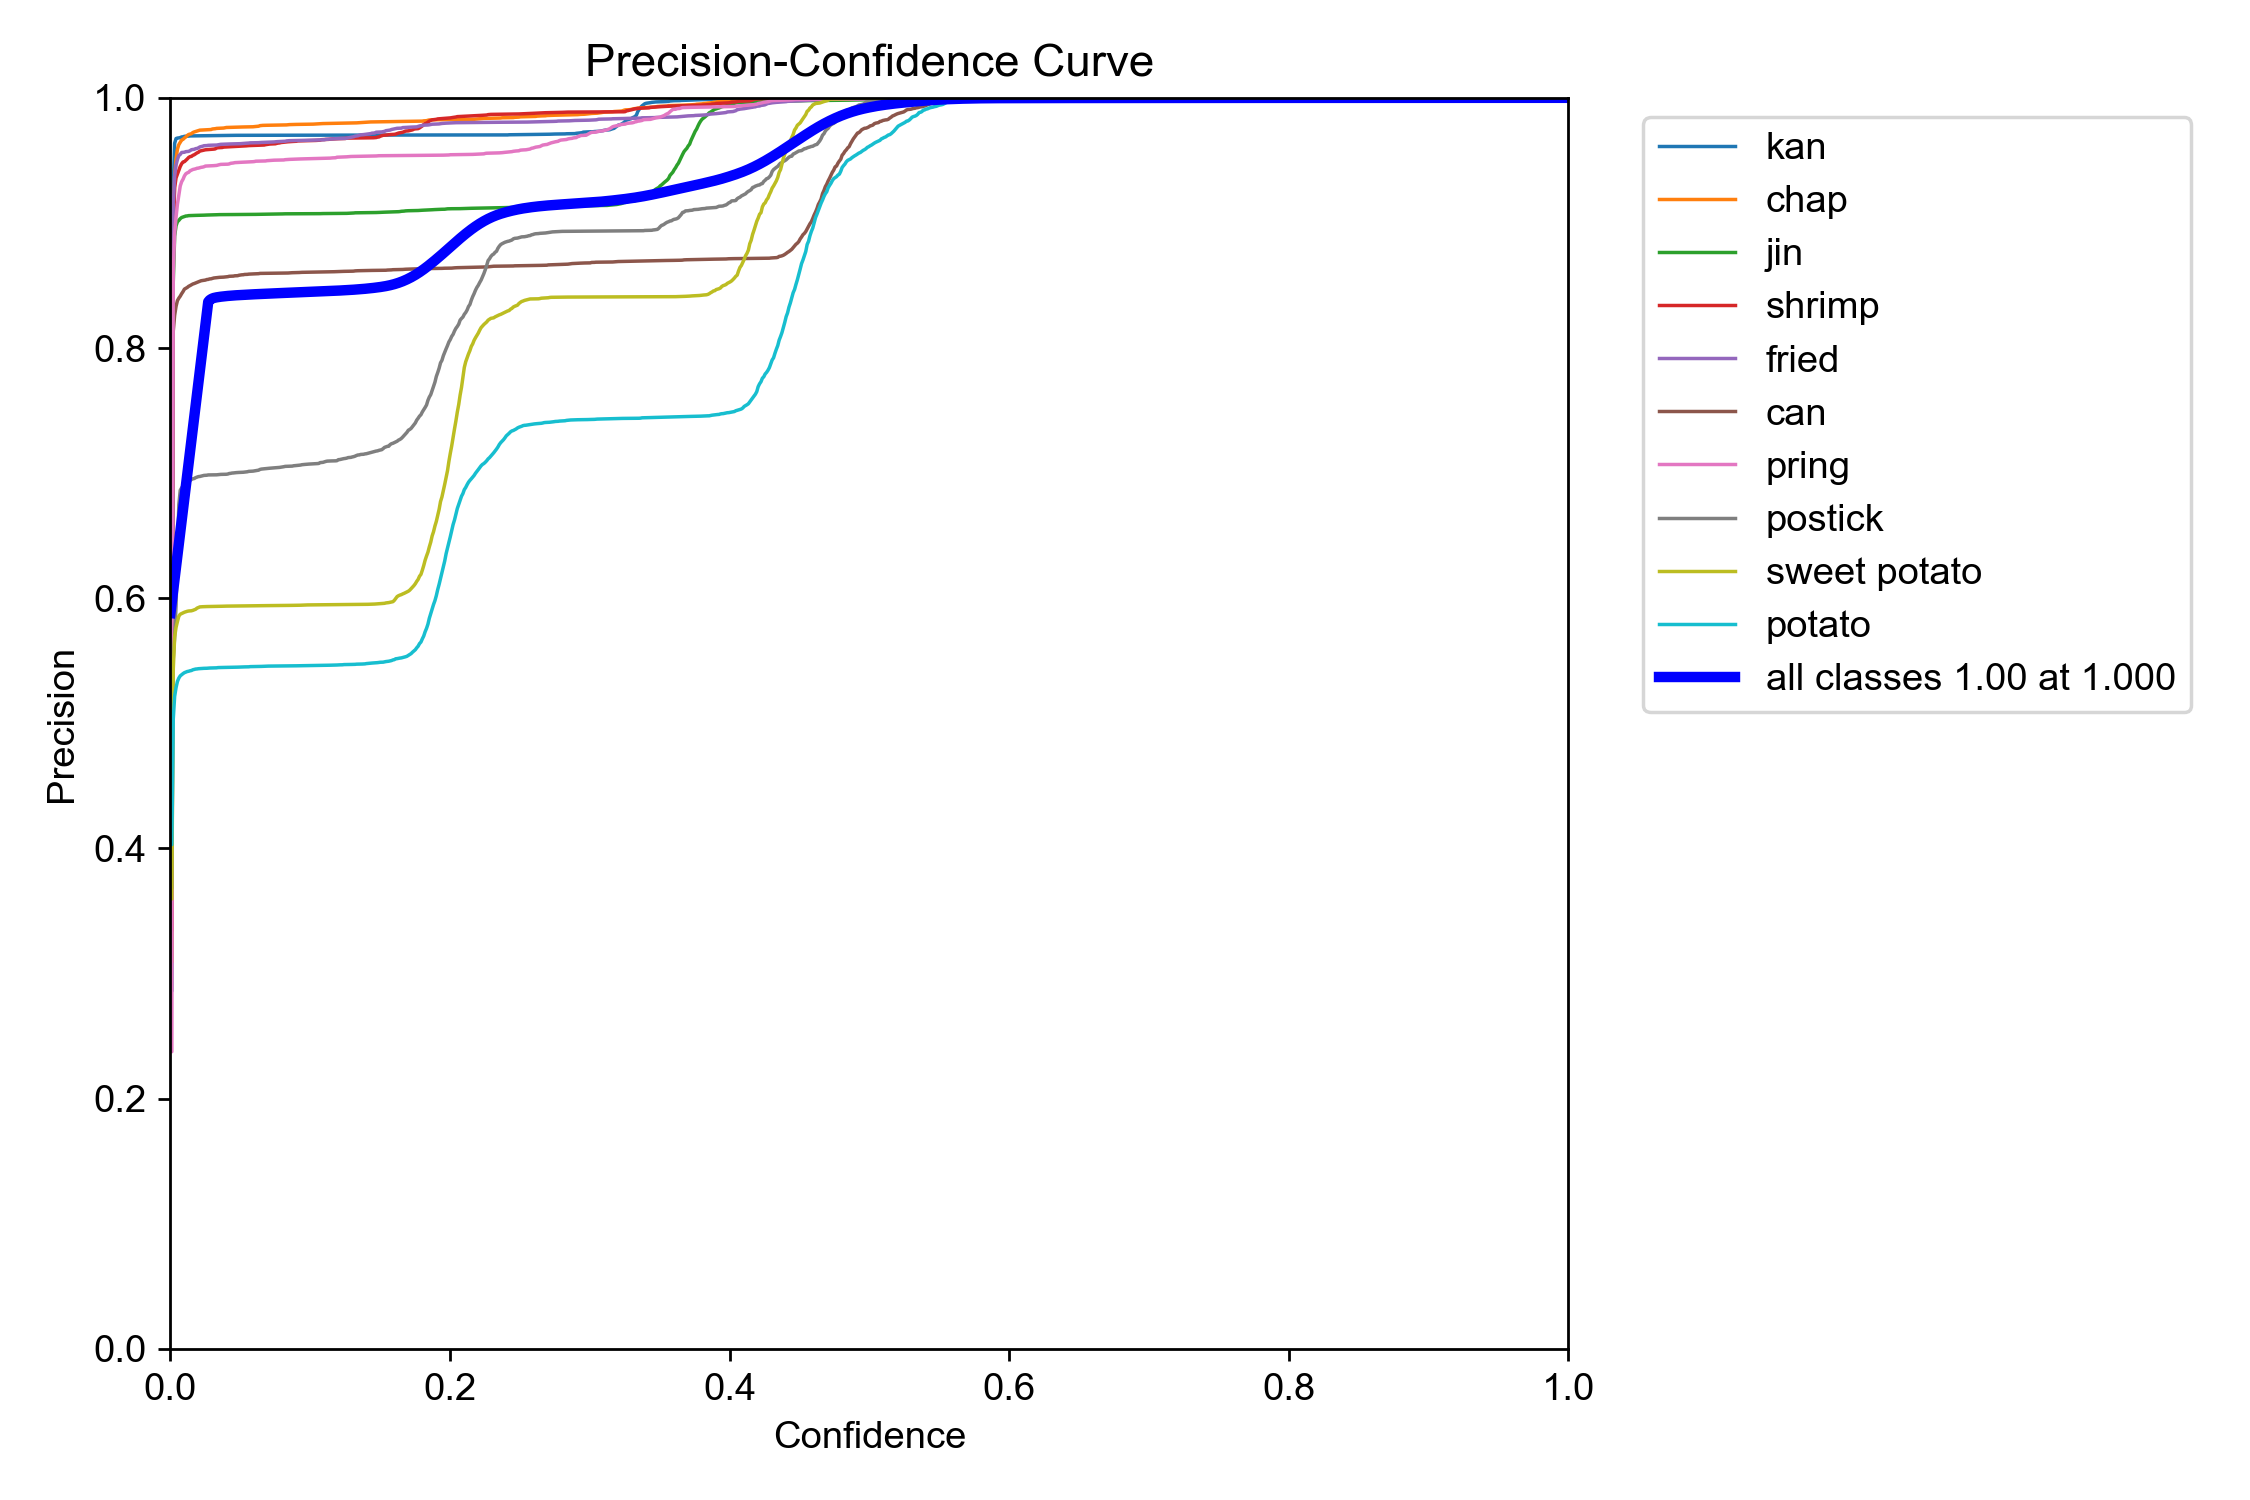 Precision-Confidence Curve
1.0
0.8
0.6
0.4
0.2
0.0
Precision
0.0 0.2 0.4 0.6 0.8 1.0
Confidence
kan
chap
jin
shrimp
fried
can
pring
postick
sweet potato
potato
all classes 1.00 at 1.000